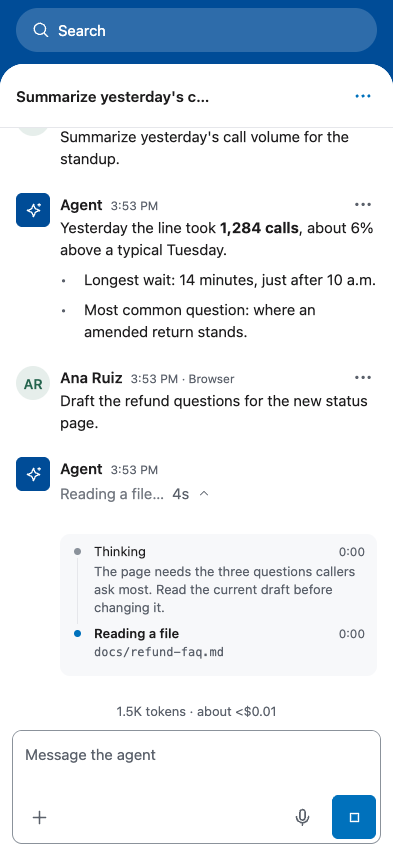 Search
Summarize yesterday's c...
Summarize yesterday's call volume for the
standup.
Agent 3:53 PM
Yesterday the line took 1,284 calls, about 6%
above a typical Tuesday.
Longest wait: 14 minutes, just after 10 a.m.
Most common question: where an
amended return stands.
AR Ana Ruiz 3:53 PM · Browser
Draft the refund questions for the new status
page.
Agent 3:53 PM
Reading a file... 4s
Thinking 0:00
The page needs the three questions callers
ask most. Read the current draft before
changing it.
Reading a file 0:00
docs/refund-faq.md
1.5K tokens · about <$0.01
Message the agent